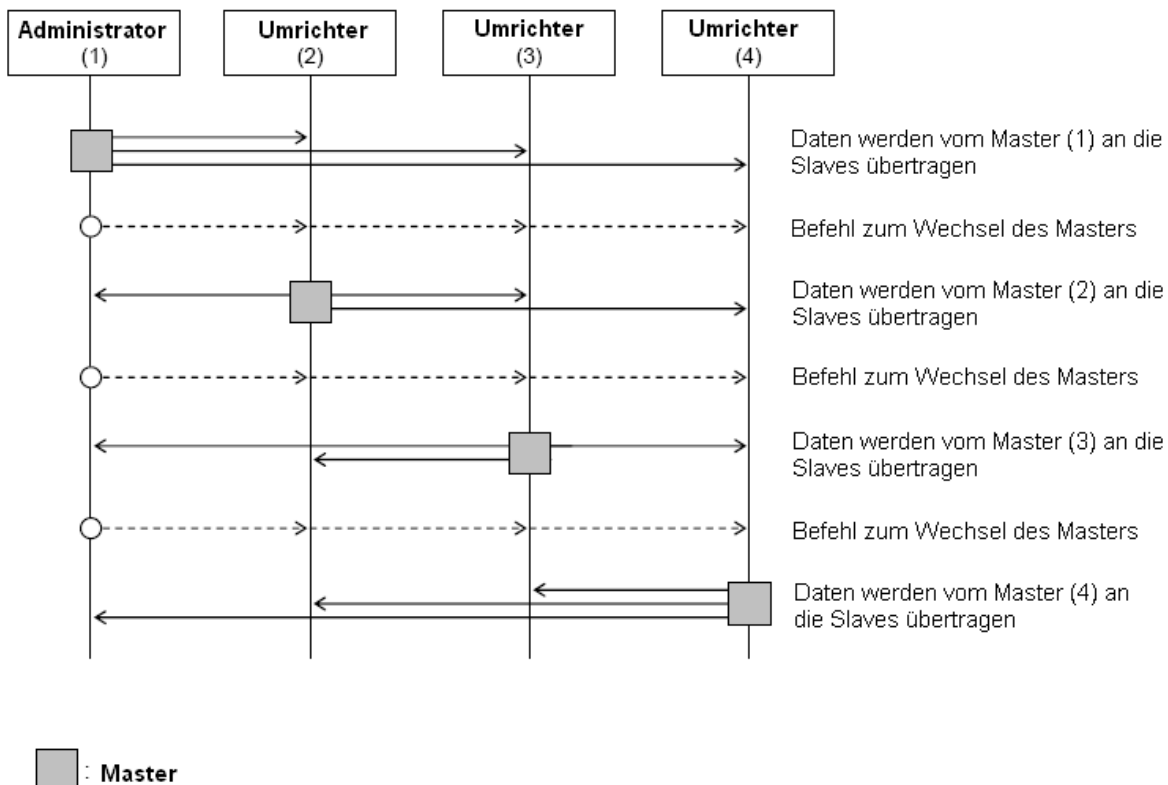 Administrator
(1)
Umrichter
(2)
Umrichter
(3)
Umrichter
(4)
Daten werden vom Master (1) an die
Slaves übertragen
Befehl zum Wechsel des Masters
Daten werden vom Master (2) an die
Slaves übertragen
Befehl zum Wechsel des Masters
Daten werden vom Master (3) an die
Slaves übertragen
Befehl zum Wechsel des Masters
Daten werden vom Master (4) an
die Slaves übertragen
: Master